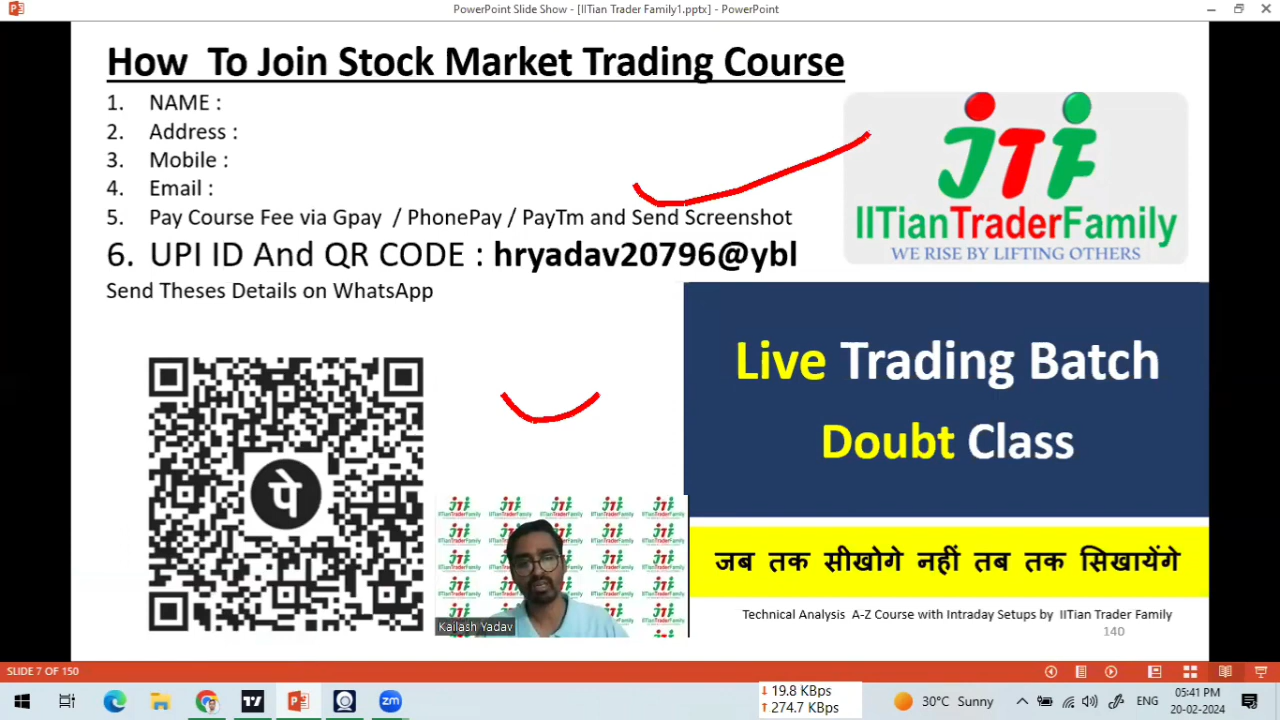 PowerPoint Slide Show - [IITian Trader Family1.pptx] - PowerPoint
How To Join Stock Market Trading Course
1. NAME :
2. Address :
3. Mobile :
4. Email :
5. Pay Course Fee via Gpay / PhonePay / PayTm and Send Screenshot
6. UPI ID And QR CODE : hryadav20796@ybl
Send Theses Details on WhatsApp
JTF
IITianTraderFamily
WE RISE BY LIFTING OTHERS
Live Trading Batch
Doubt Class
जब तक सीखोगे नहीं तब तक सिखायेंगे
Technical Analysis A-Z Course with Intraday Setups by IITian Trader Family
140
पे
Kailash Yadav
SLIDE 7 OF 150
zm
19.8 KBps
274.7 KBps
30°C Sunny
ENG
05:41 PM
20-02-2024